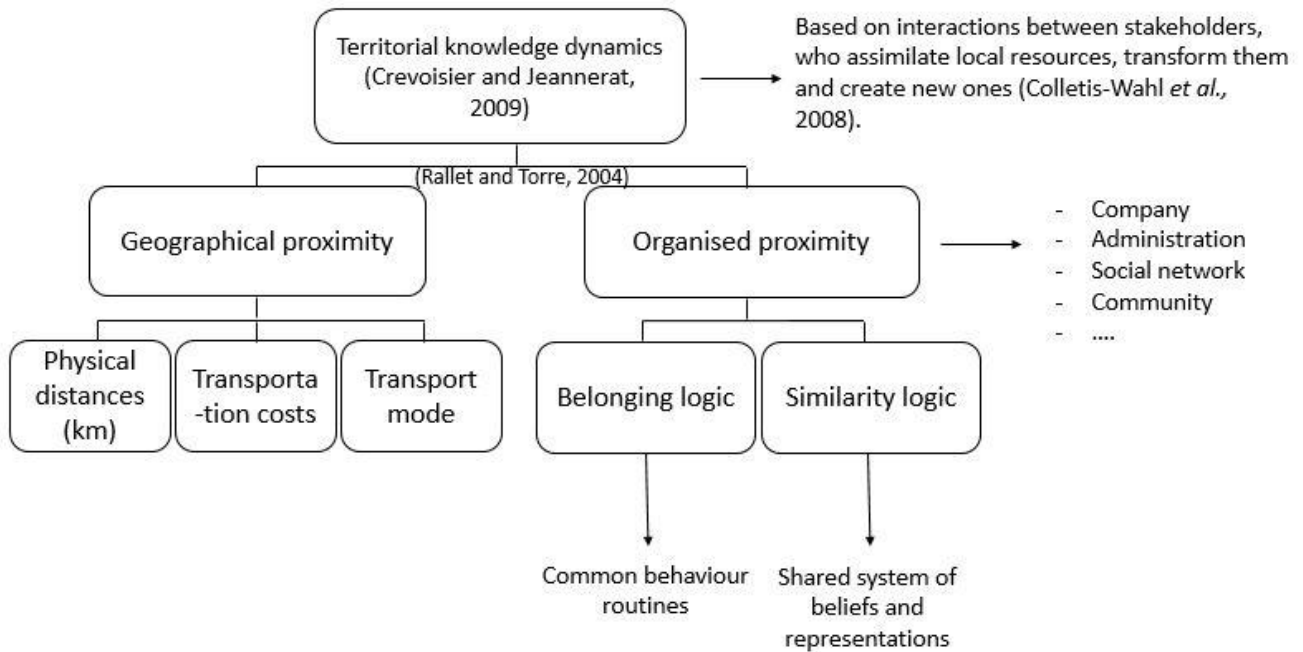 Territorial knowledge dynamics
(Crevoisier and Jeannerat,
2009)
Based on interactions between stakeholders,
who assimilate local resources, transform them
and create new ones (Colletis-Wahl et al.,
2008).
(Rallet and Torre, 2004)
Geographical proximity
Organised proximity
- Company
- Administration
- Social network
- Community
- ....
Physical
distances
(km)
Transporta
-tion costs
Transport
mode
Belonging logic
Similarity logic
Common behaviour
routines
Shared system of
beliefs and
representations